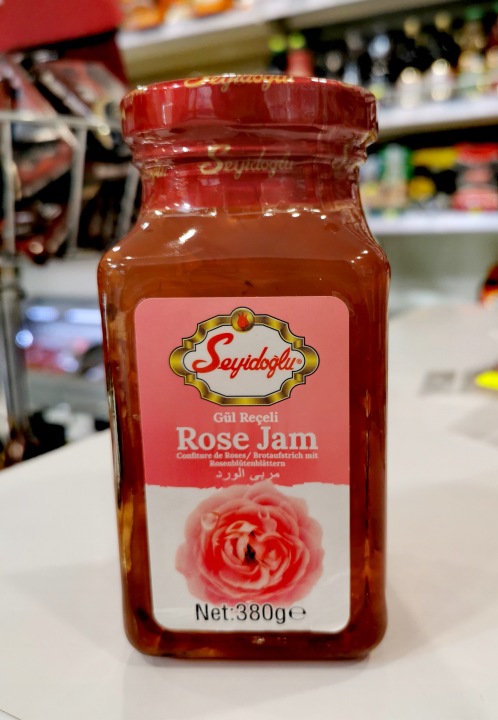 Seyidoğlu
Seyidoğlu
Seyidoğlu®
Gül Reçeli
Rose Jam
Confiture de Roses/ Brotaufstrich mit
Rosenblütenblättern
مربى الورد
Net:380g℮